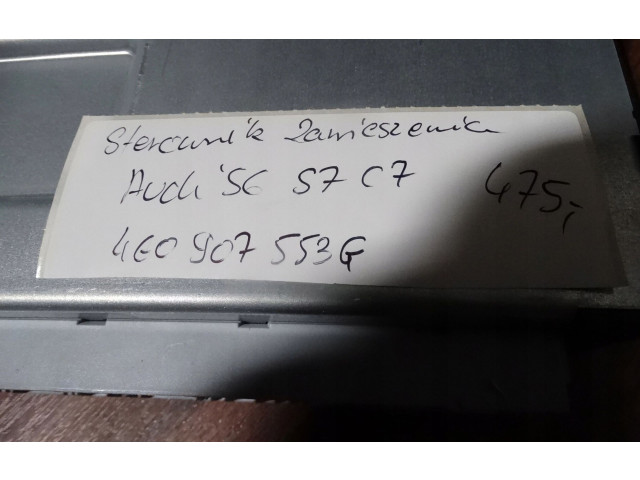 Sterownik Zawieszenia
Audi S6 S7 C7 475,-
4G0 907 553G